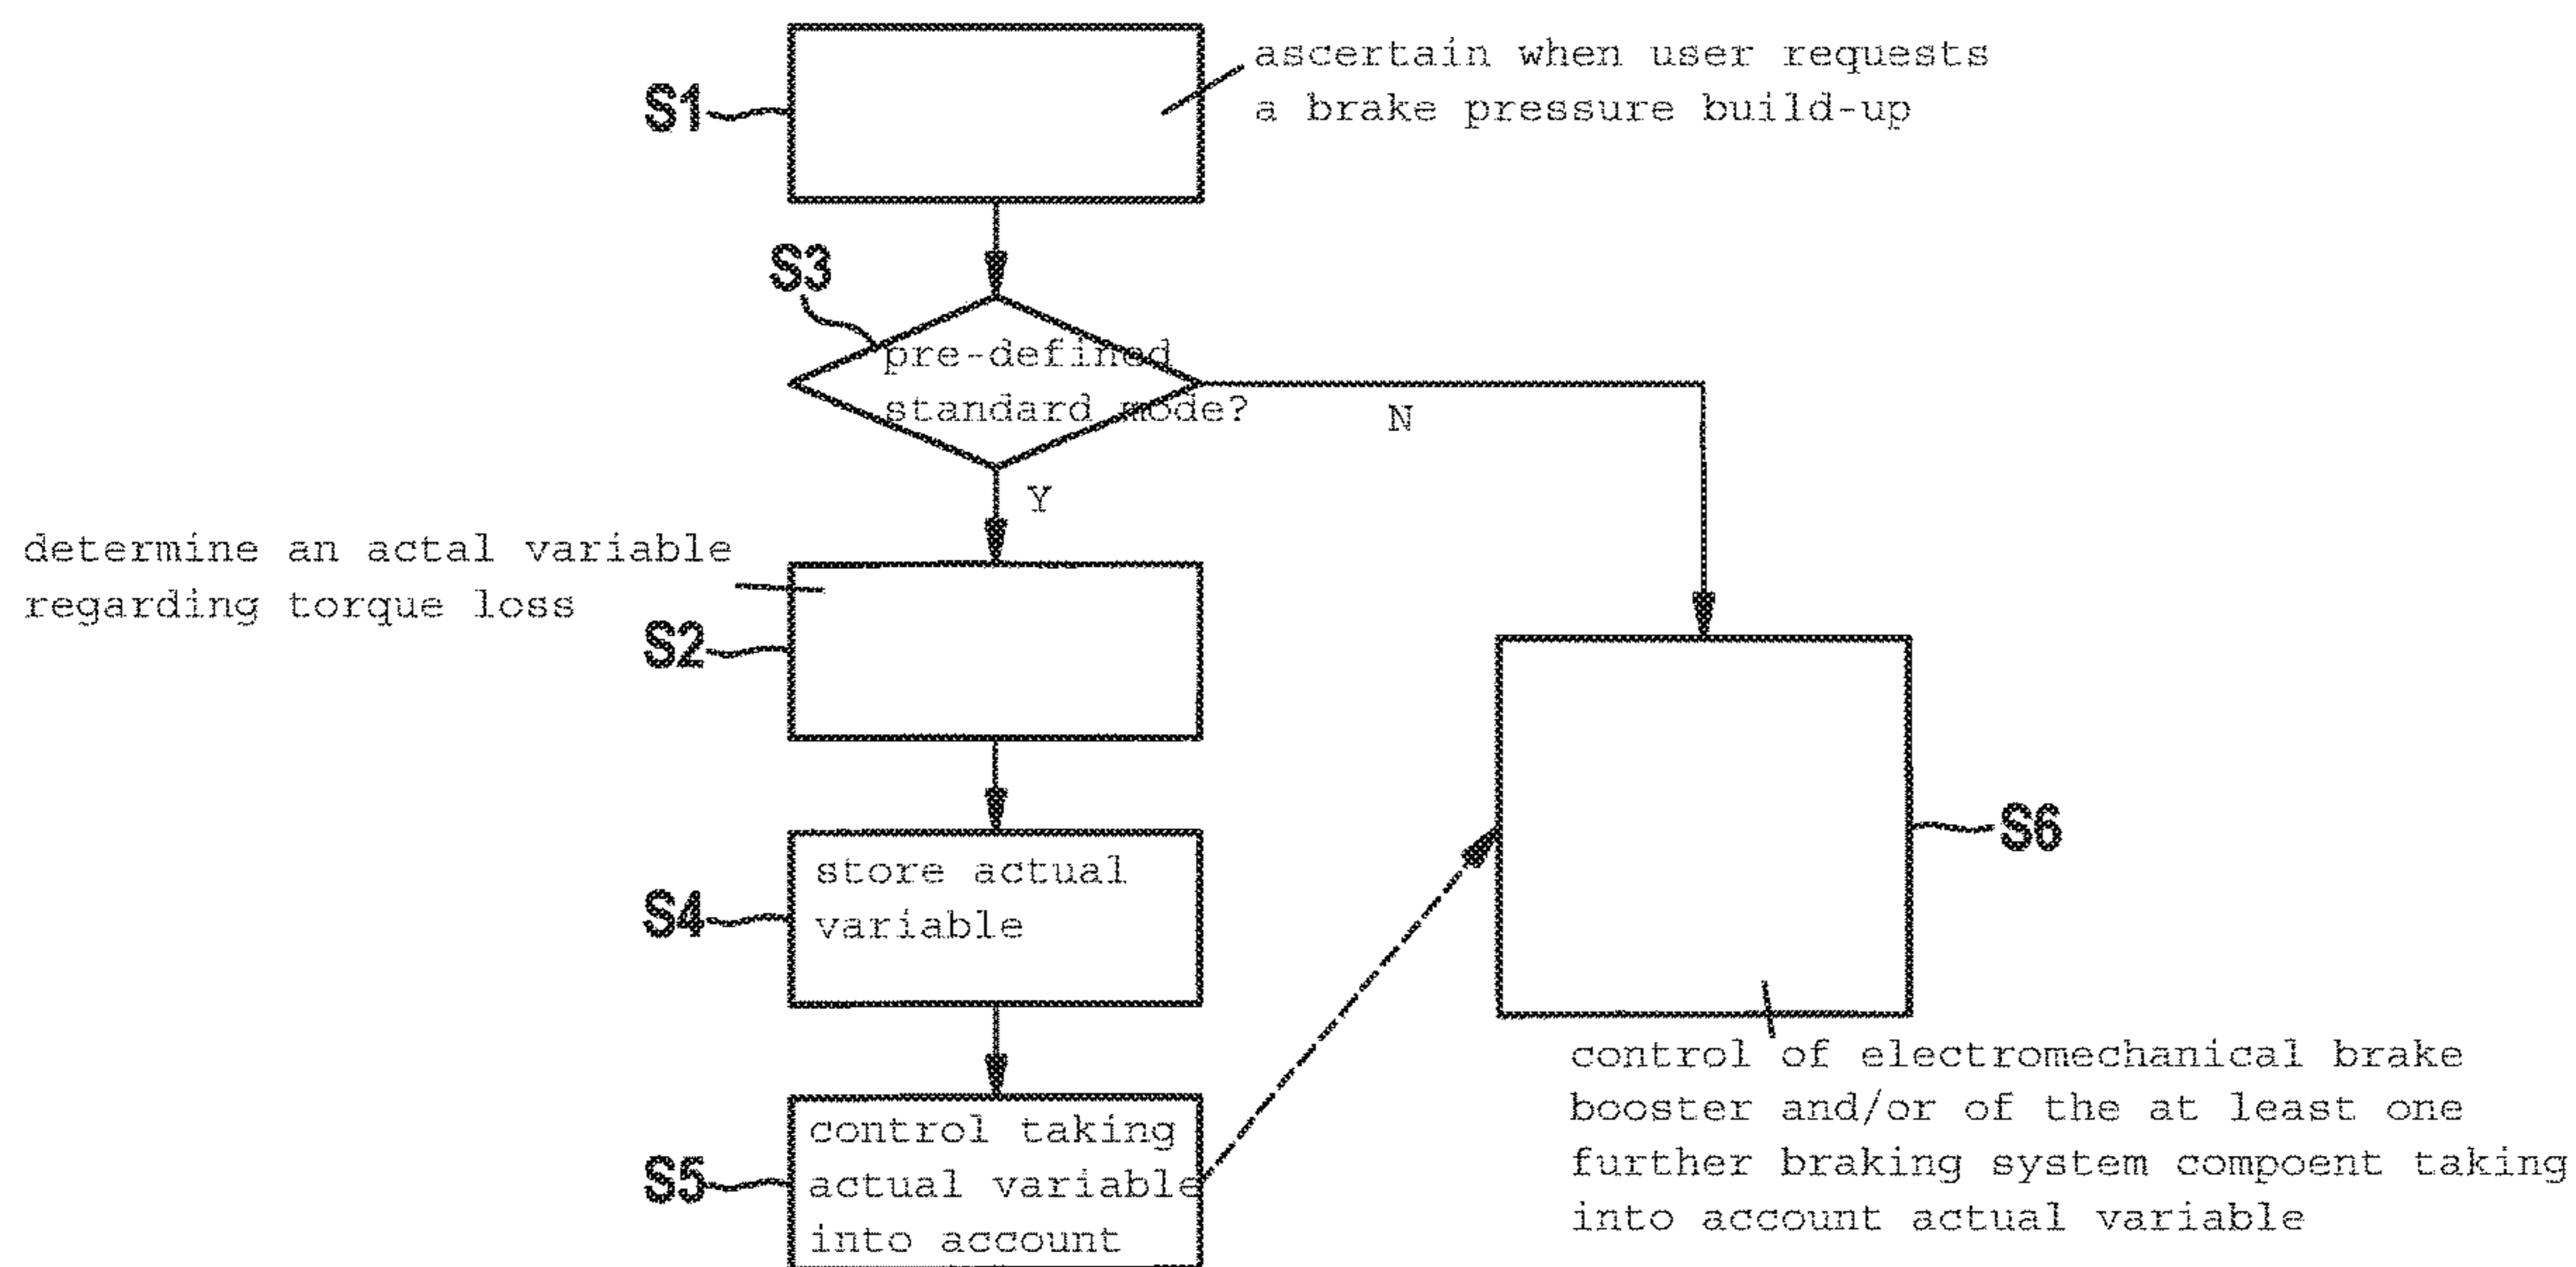 S1
ascertain when user requests
a brake pressure build-up
S3
pre-defined
standard mode?
N
Y
determine an actal variable
regarding torque loss
S2
S4
store actual
variable
S6
S5
control taking
actual variable
into account
control of electromechanical brake
booster and/or of the at least one
further braking system compoent taking
into account actual variable